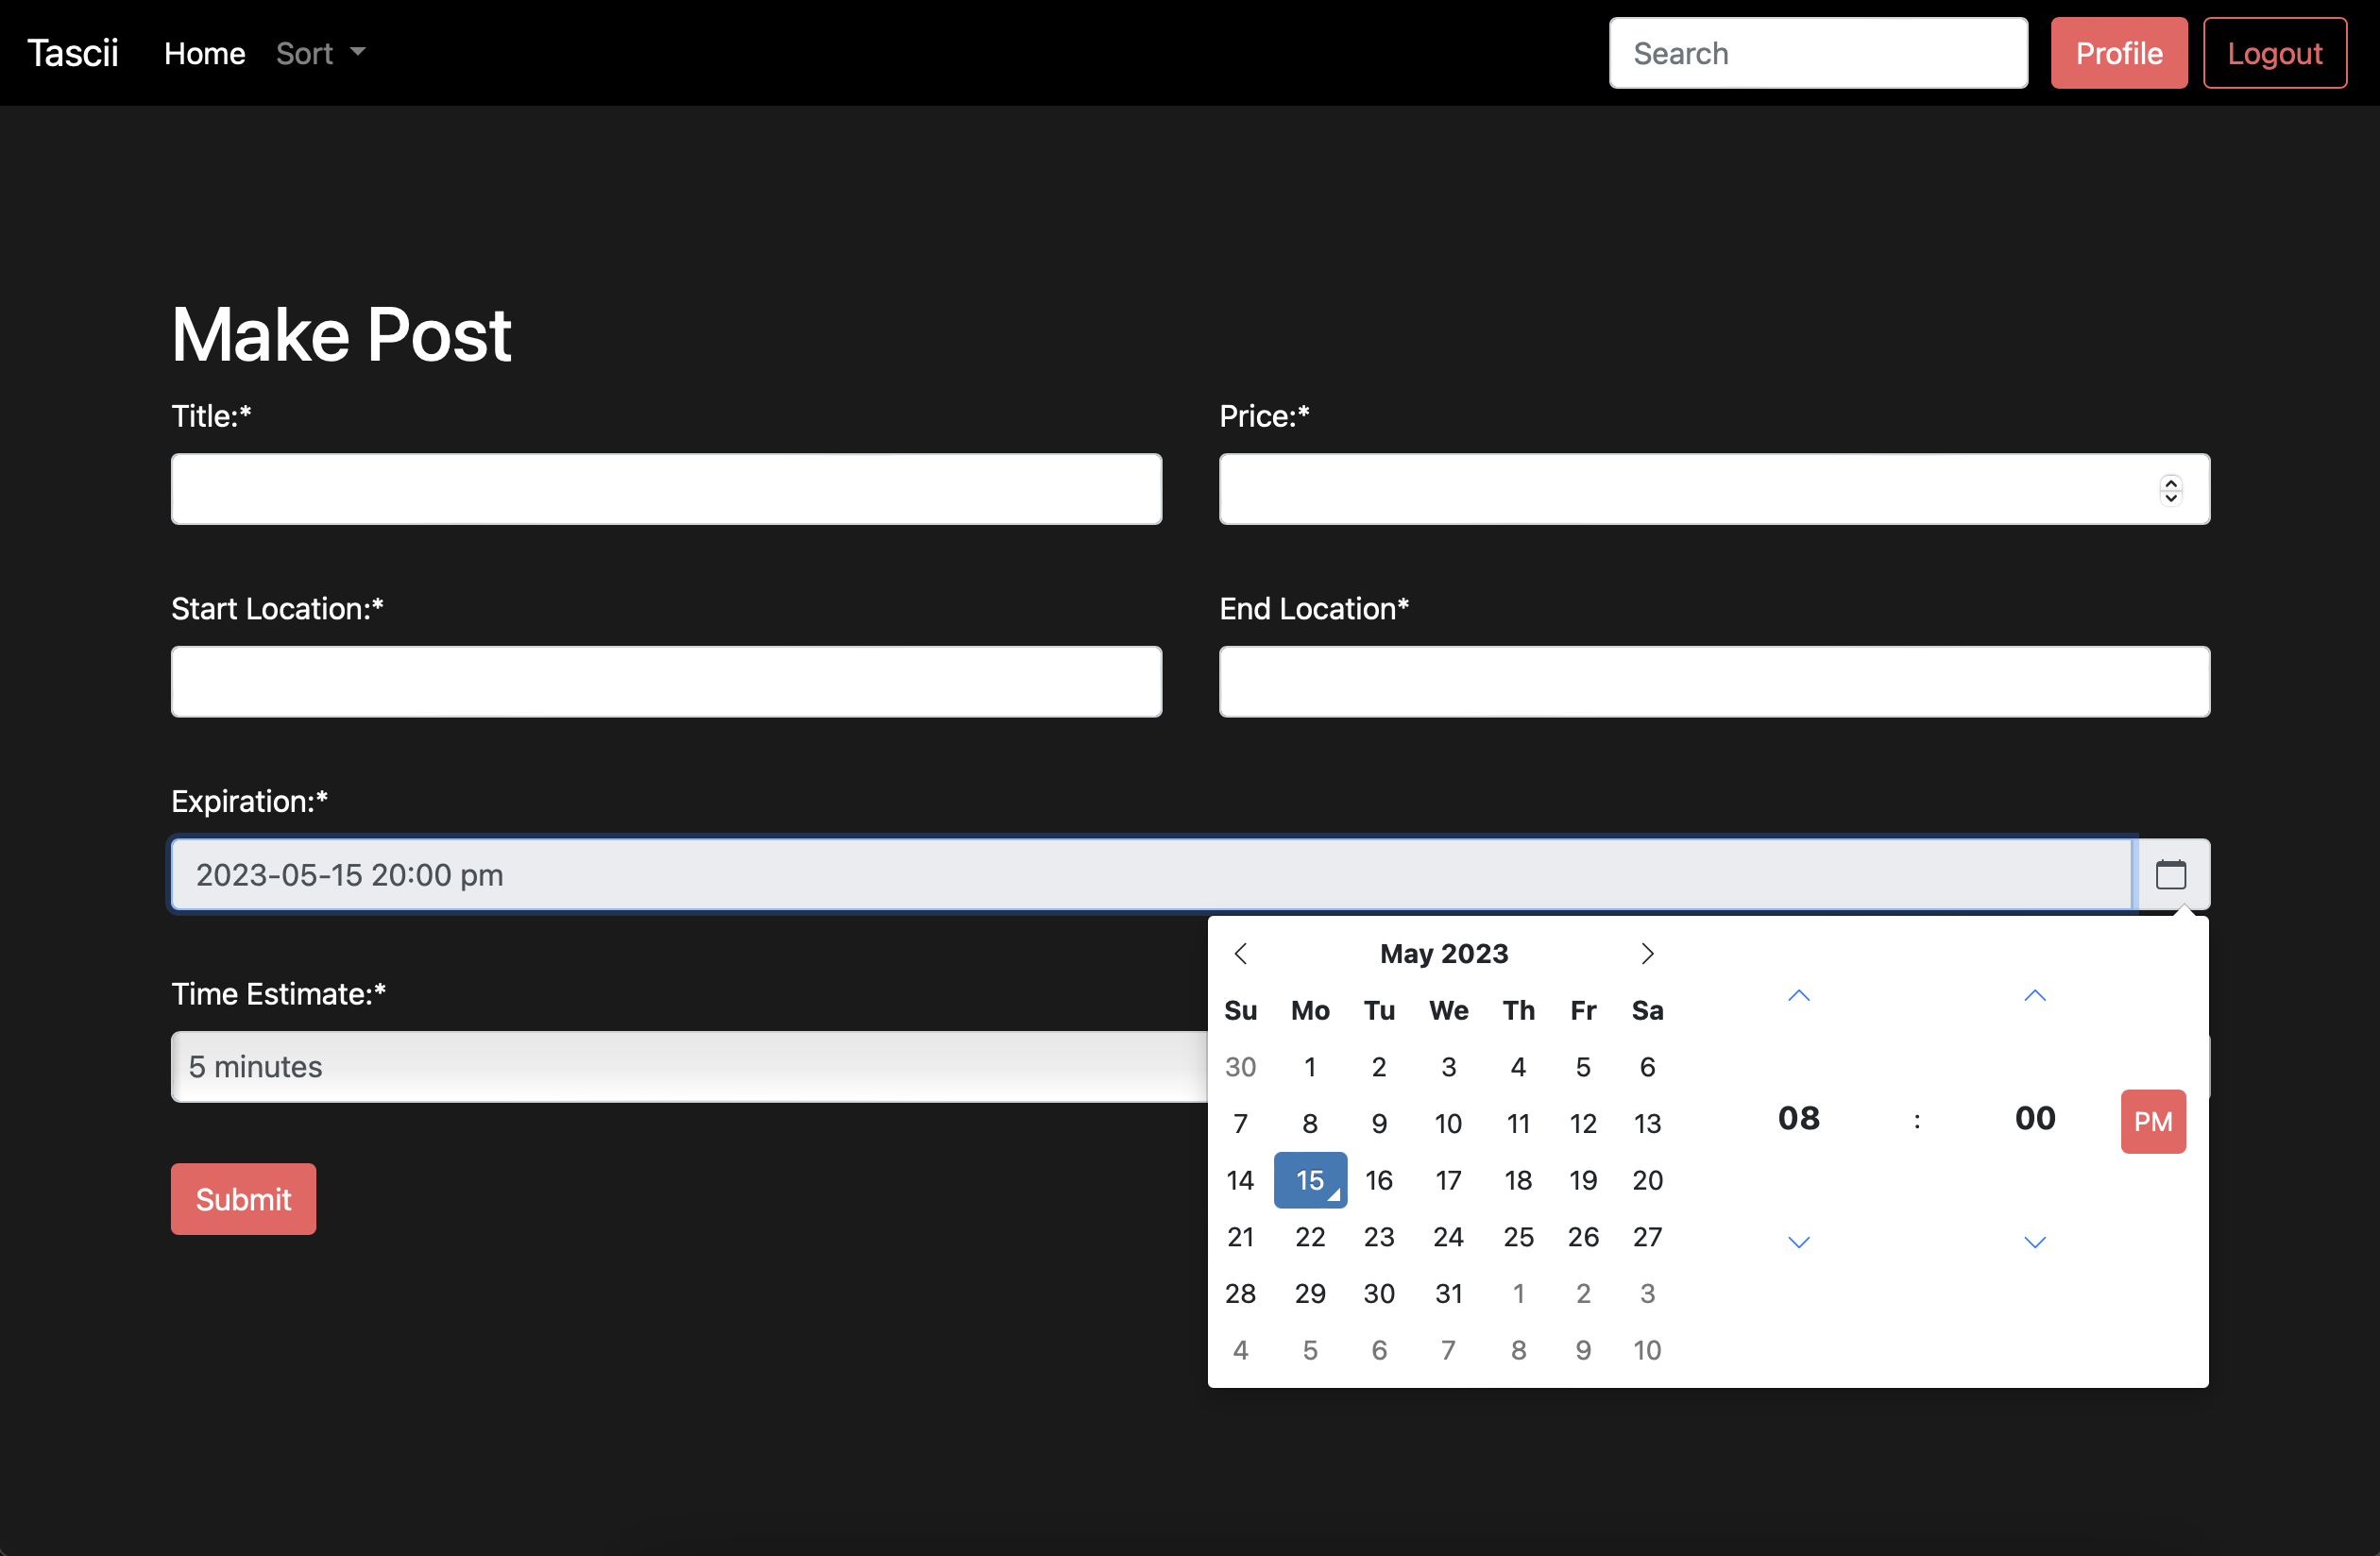 Tascii Home Sort Search Profile Logout
Make Post
Title:* Price:*
Start Location:* End Location*
Expiration:*
2023-05-15 20:00 pm
Time Estimate:*
5 minutes
Submit
May 2023
Su Mo Tu We Th Fr Sa
30 1 2 3 4 5 6
7 8 9 10 11 12 13
14 15 16 17 18 19 20
21 22 23 24 25 26 27
28 29 30 31 1 2 3
4 5 6 7 8 9 10
08 : 00 PM